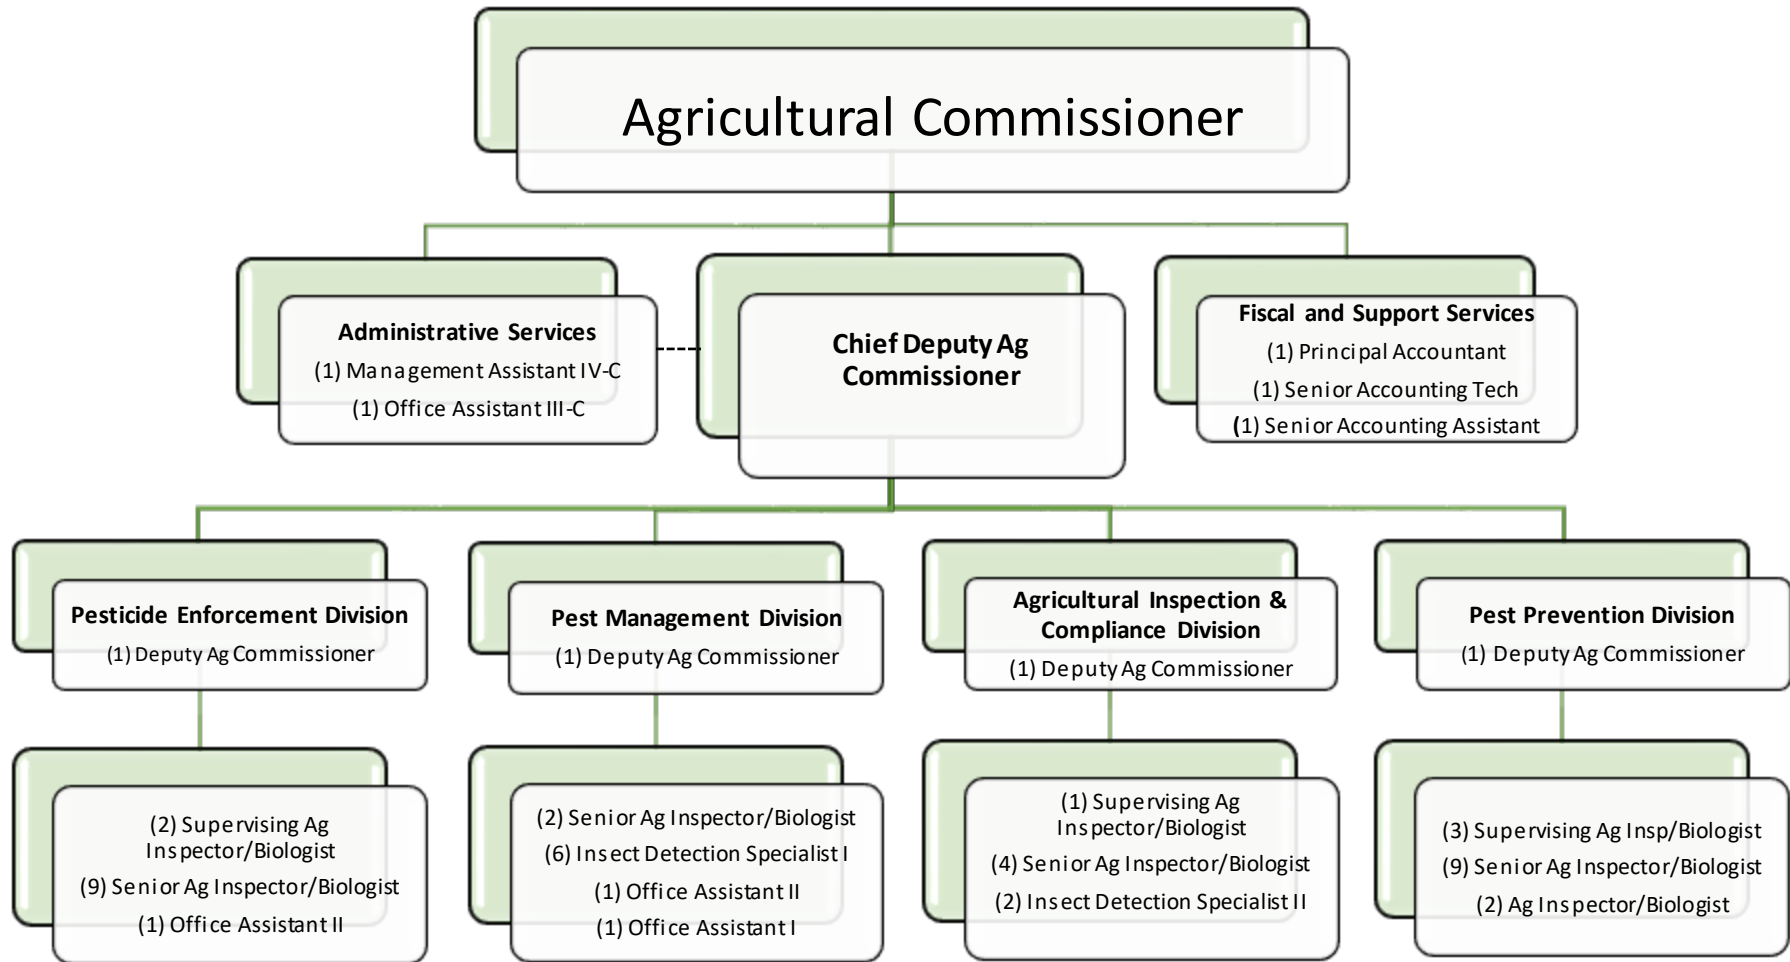 Agricultural Commissioner
Administrative Services
(1) Management Assistant IV-C
(1) Office Assistant III-C
Chief Deputy Ag
Commissioner
Fiscal and Support Services
(1) Principal Accountant
(1) Senior Accounting Tech
(1) Senior Accounting Assistant
Pesticide Enforcement Division
(1) Deputy Ag Commissioner
Pest Management Division
(1) Deputy Ag Commissioner
Agricultural Inspection &
Compliance Division
(1) Deputy Ag Commissioner
Pest Prevention Division
(1) Deputy Ag Commissioner
(2) Supervising Ag
Inspector/Biologist
(9) Senior Ag Inspector/Biologist
(1) Office Assistant II
(2) Senior Ag Inspector/Biologist
(6) Insect Detection Specialist I
(1) Office Assistant II
(1) Office Assistant I
(1) Supervising Ag
Inspector/Biologist
(4) Senior Ag Inspector/Biologist
(2) Insect Detection Specialist II
(3) Supervising Ag Insp/Biologist
(9) Senior Ag Inspector/Biologist
(2) Ag Inspector/Biologist